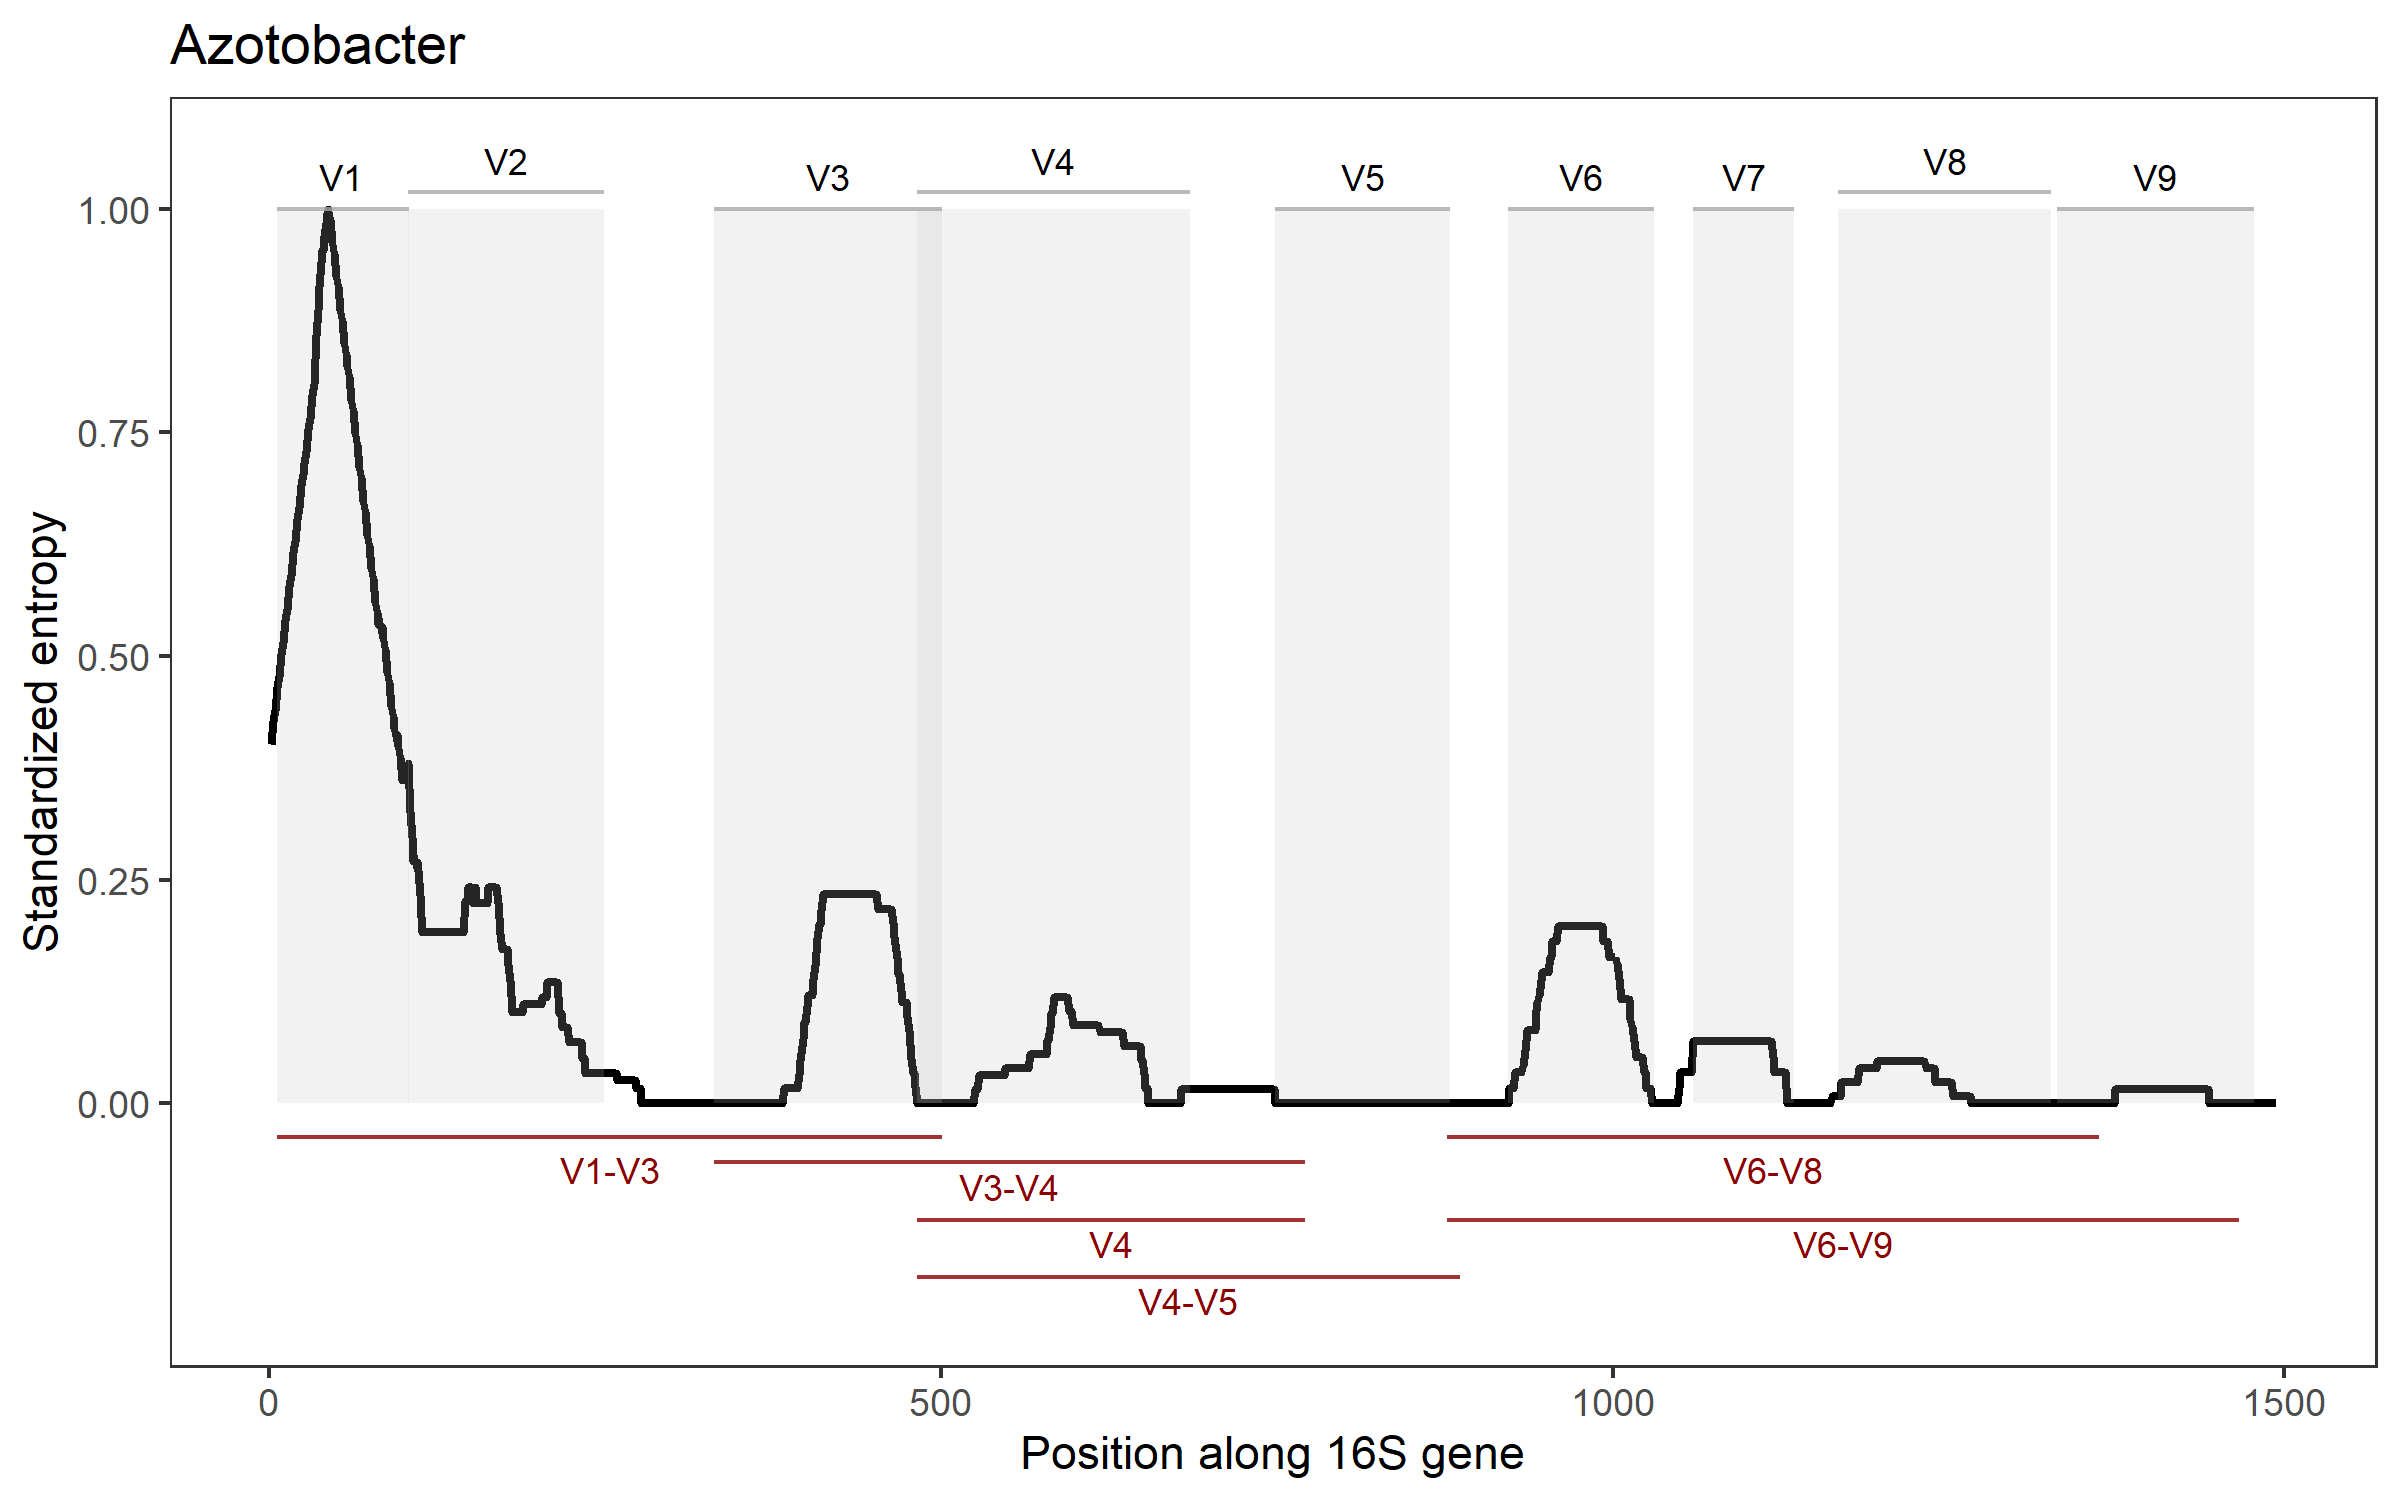 Azotobacter
V1
V2
V3
V4
V5
V6
V7
V8
V9
1.00
0.75
0.50
0.25
0.00
Standardized entropy
V1-V3
V3-V4
V4
V4-V5
V6-V8
V6-V9
0
500
1000
1500
Position along 16S gene